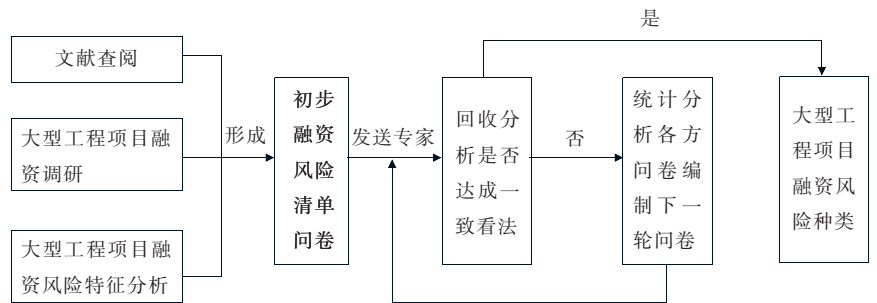 是
文献查阅
大型工程项目融
资调研
大型工程项目融
资风险特征分析
形成
初步
融资
风险
清单
问卷
发送专家
回收分
析是否
达成一
致看法
否
统计分
析各方
问卷编
制下一
轮问卷
大型工
程项目
融资风
险种类